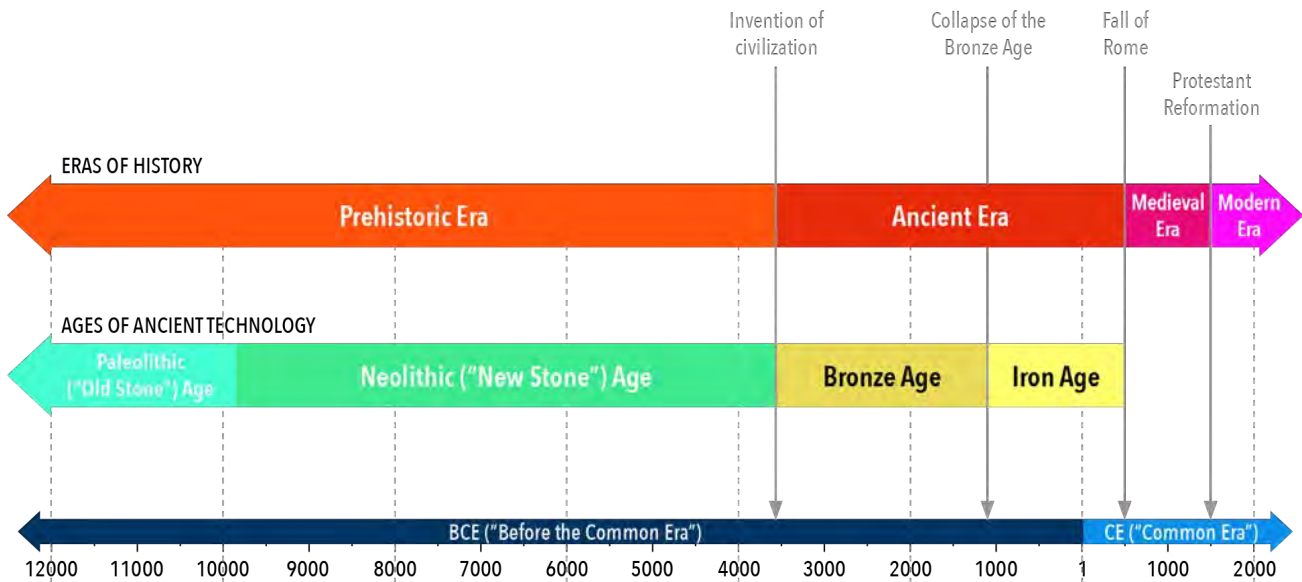 Invention of
civilization
Collapse of the
Bronze Age
Fall of
Rome
Protestant
Reformation
ERAS OF HISTORY
Prehistoric Era
Ancient Era
Medieval
Era
Modern
Era
AGES OF ANCIENT TECHNOLOGY
Paleolithic
("Old Stone") Age
Neolithic ("New Stone") Age
Bronze Age
Iron Age
BCE ("Before the Common Era")
CE ("Common Era")
12000 11000 10000 9000 8000 7000 6000 5000 4000 3000 2000 1000 1 1000 2000